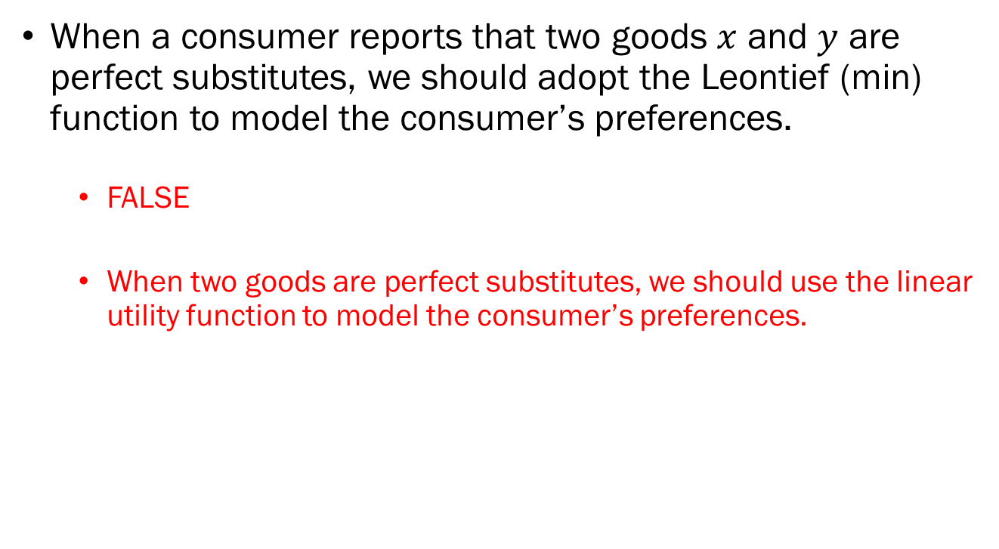 • When a consumer reports that two goods 𝑥 and 𝑦 are
perfect substitutes, we should adopt the Leontief (min)
function to model the consumer’s preferences.
• FALSE
• When two goods are perfect substitutes, we should use the linear
utility function to model the consumer’s preferences.